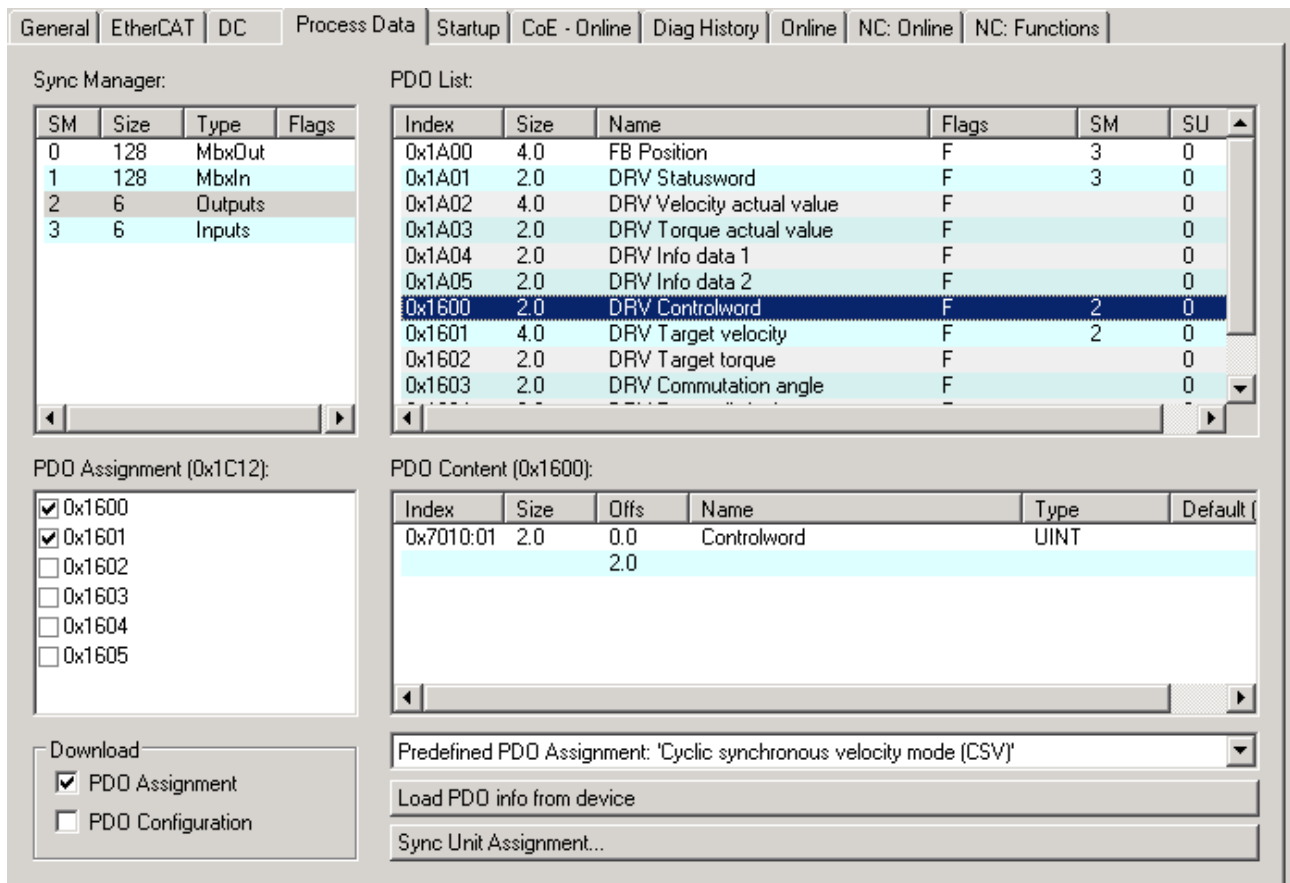 General EtherCAT DC Process Data Startup CoE - Online Diag History Online NC: Online NC: Functions
Sync Manager:
SM Size Type Flags
0 128 MbxOut
1 128 MbxIn
2 6 Outputs
3 6 Inputs
PDO List:
Index Size Name Flags SM SU
0x1A00 4.0 FB Position F 3 0
0x1A01 2.0 DRV Statusword F 3 0
0x1A02 4.0 DRV Velocity actual value F 0
0x1A03 2.0 DRV Torque actual value F 0
0x1A04 2.0 DRV Info data 1 F 0
0x1A05 2.0 DRV Info data 2 F 0
0x1600 2.0 DRV Controlword F 2 0
0x1601 4.0 DRV Target velocity F 2 0
0x1602 2.0 DRV Target torque F 0
0x1603 2.0 DRV Commutation angle F 0
PDO Assignment (0x1C12):
0x1600
0x1601
0x1602
0x1603
0x1604
0x1605
PDO Content (0x1600):
Index Size Offs Name Type Default (
0x7010:01 2.0 0.0 Controlword UINT
2.0
Download
PDO Assignment
PDO Configuration
Predefined PDO Assignment: 'Cyclic synchronous velocity mode (CSV)'
Load PDO info from device
Sync Unit Assignment...